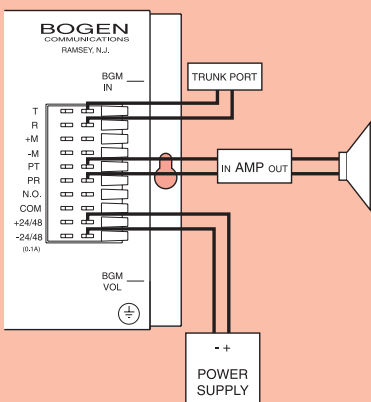 BOGEN
COMMUNICATIONS
RAMSEY, N.J.
BGM
IN
TRUNK PORT
T
R
+M
-M
PT
PR
N.O.
COM
+24/48
-24/48
(0.1A)
IN AMP OUT
BGM
VOL
- +
POWER
SUPPLY